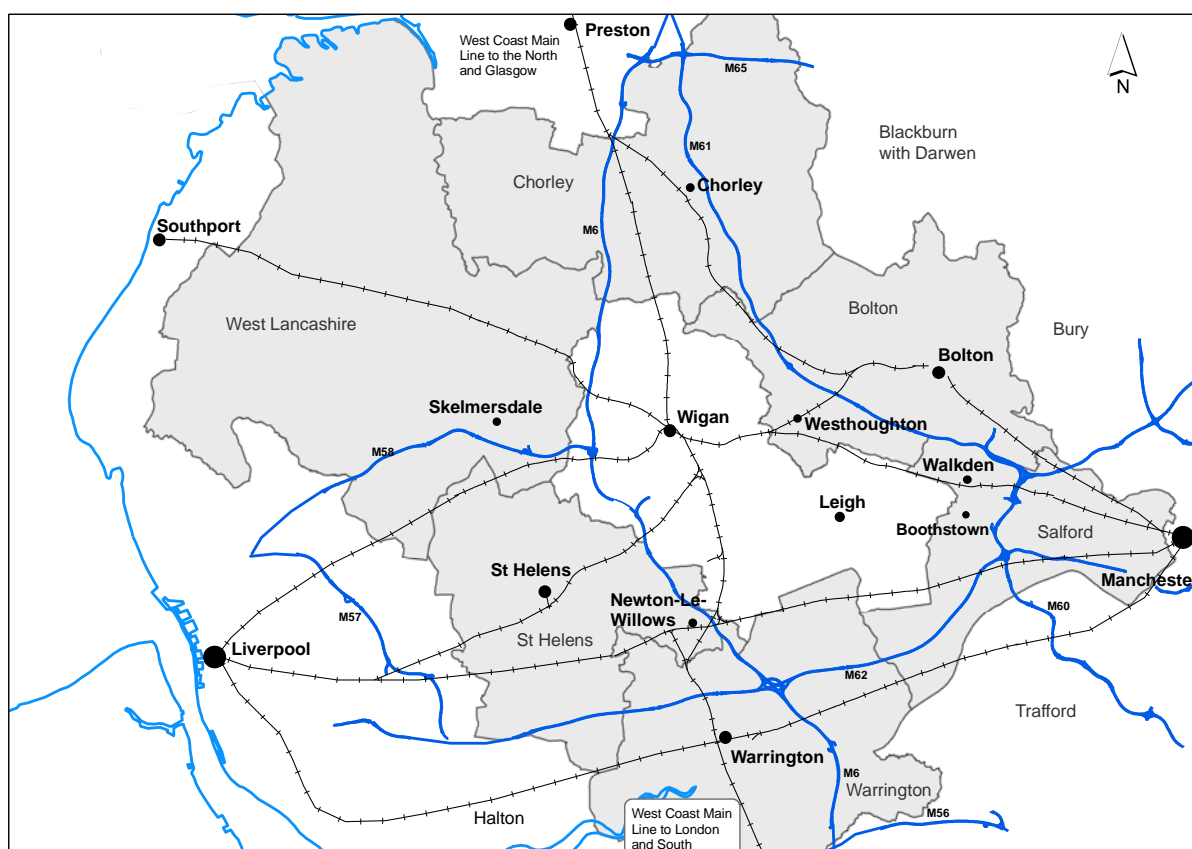 West Coast Main
Line to the North
and Glasgow
Preston
M65
N
Blackburn
with Darwen
M61
Chorley
Chorley
Southport
M6
West Lancashire
Bolton
Bury
Bolton
Skelmersdale
Wigan
Westhoughton
M58
Walkden
Leigh
Boothstown
Salford
St Helens
Manchester
Newton-Le-
Willows
M57
M60
St Helens
Liverpool
M62
Trafford
Warrington
M6
Warrington
Halton
M56
West Coast Main
Line to London
and South